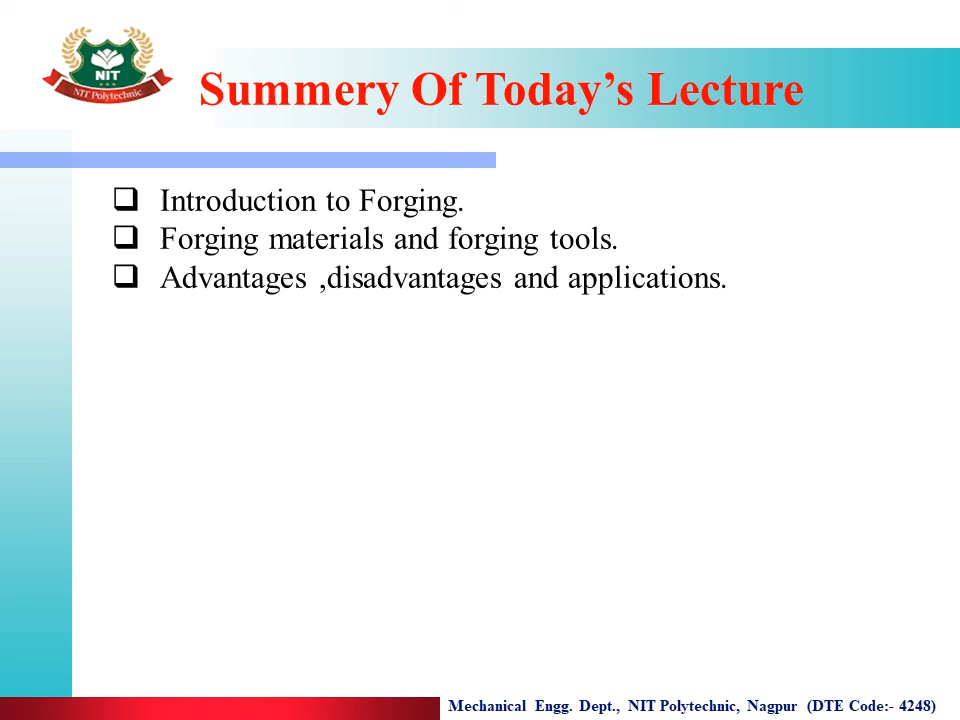 NIT
NIT Polytechnic
Summery Of Today’s Lecture
Introduction to Forging.
Forging materials and forging tools.
Advantages ,disadvantages and applications.
Mechanical Engg. Dept., NIT Polytechnic, Nagpur (DTE Code:- 4248)